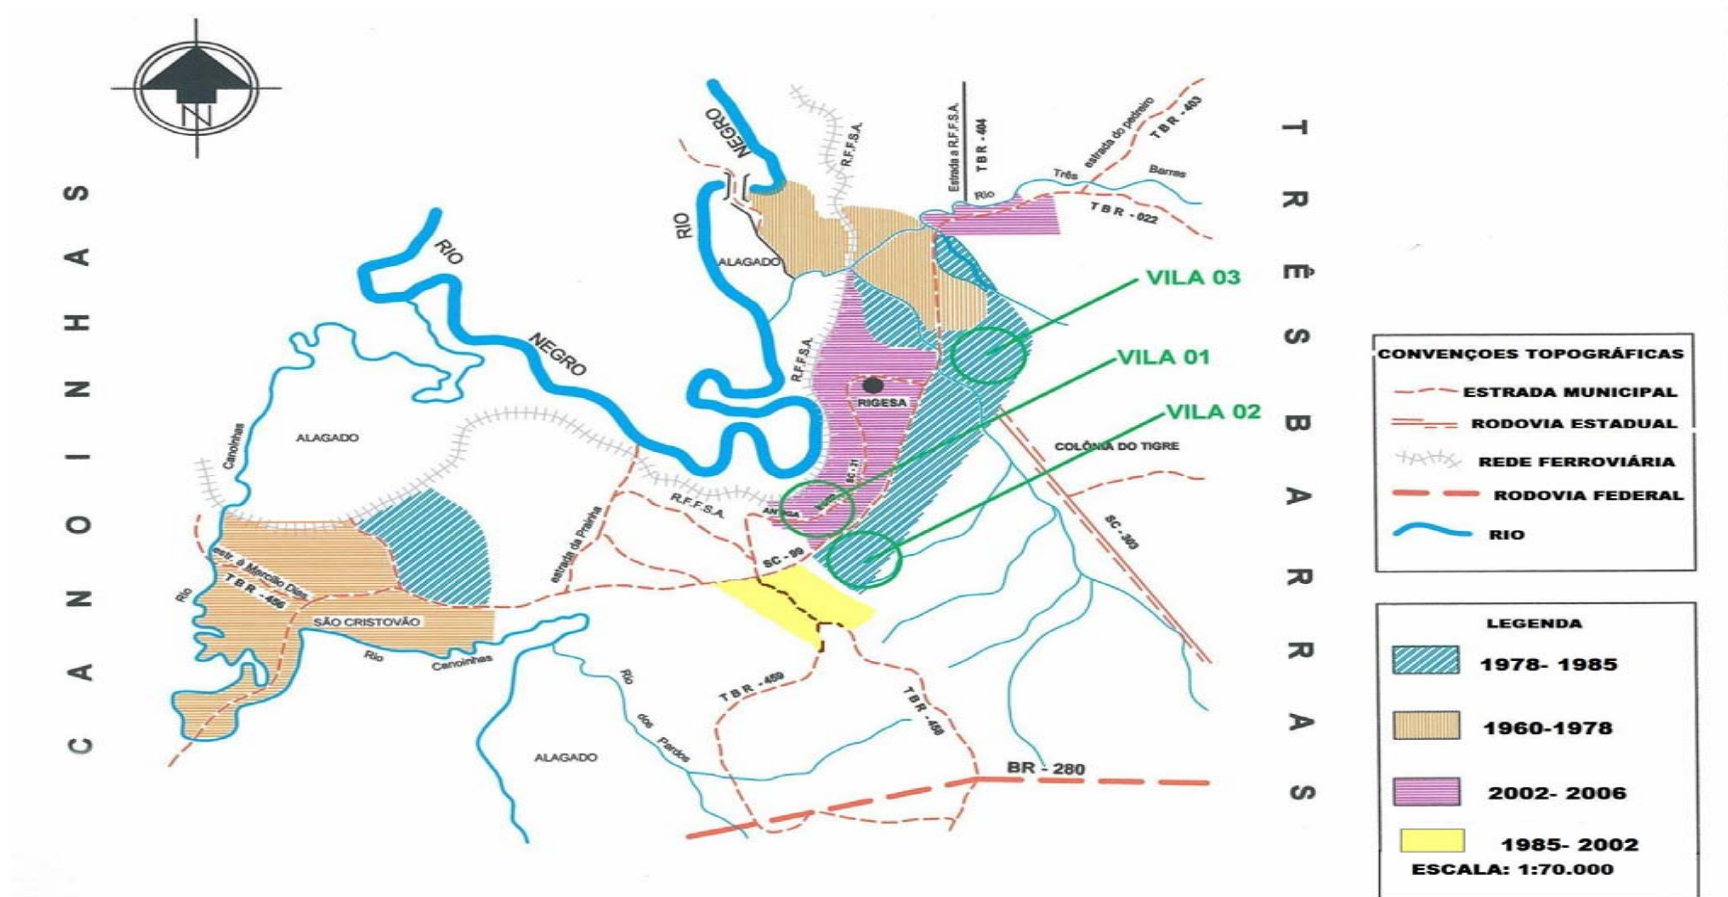 N
CANOINHAS
TRÊS BARRAS
RIO
NEGRO
RIO
NEGRO
R.F.F.S.A.
R.F.F.S.A.
R.F.F.S.A.
Estrada a R.F.F.S.A.
TBR - 404
estrada do pedreiro
TBR - 403
Rio
Três
Barras
TBR - 022
ALAGADO
VILA 03
VILA 01
VILA 02
RIGESA
COLÔNIA DO TIGRE
SC - 303
SC - 21
ANTIGA
SC - 99
estrada da Prainha
Canoinhas
ALAGADO
estr. à Marcílio Dias
TBR - 456
SÃO CRISTOVÃO
Rio
Rio
Canoinhas
Rio
dos
Pardos
ALAGADO
TBR - 459
TBR - 458
BR - 280
CONVENÇOES TOPOGRÁFICAS
ESTRADA MUNICIPAL
RODOVIA ESTADUAL
REDE FERROVIÁRIA
RODOVIA FEDERAL
RIO
LEGENDA
1978- 1985
1960-1978
2002- 2006
1985- 2002
ESCALA: 1:70.000